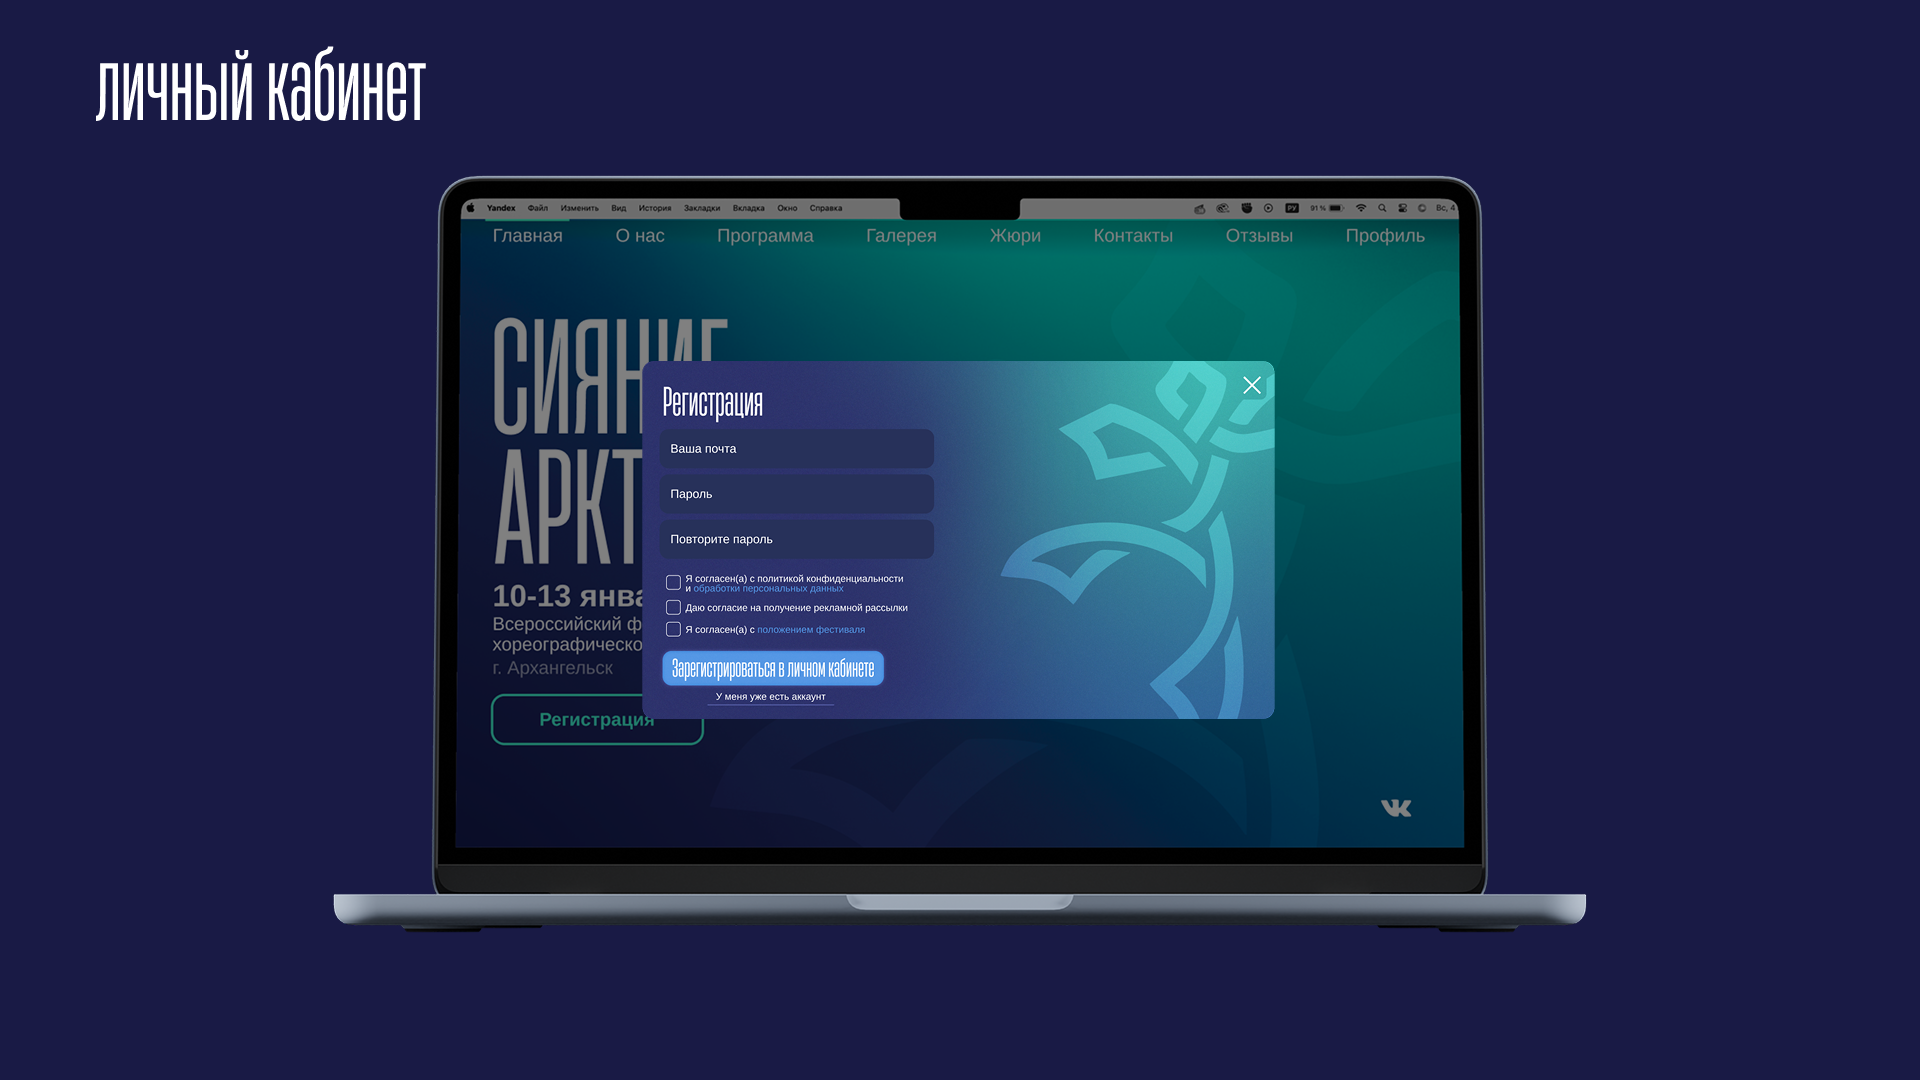 личный кабинет
Yandex Файл Изменить Вид История Закладки Вкладка Окно Справка
РУ 91 % Вс, 4
Главная О нас Программа Галерея Жюри Контакты Отзывы Профиль
СИЯНИЕ
АРКТ
10-13 янва
Всероссийский ф
хореографическо
г. Архангельск
Регистрация
Регистрация
Ваша почта
Пароль
Повторите пароль
Я согласен(а) с политикой конфиденциальности
и обработки персональных данных
Даю согласие на получение рекламной рассылки
Я согласен(а) с положением фестиваля
Зарегистрироваться в личном кабинете
У меня уже есть аккаунт
VK